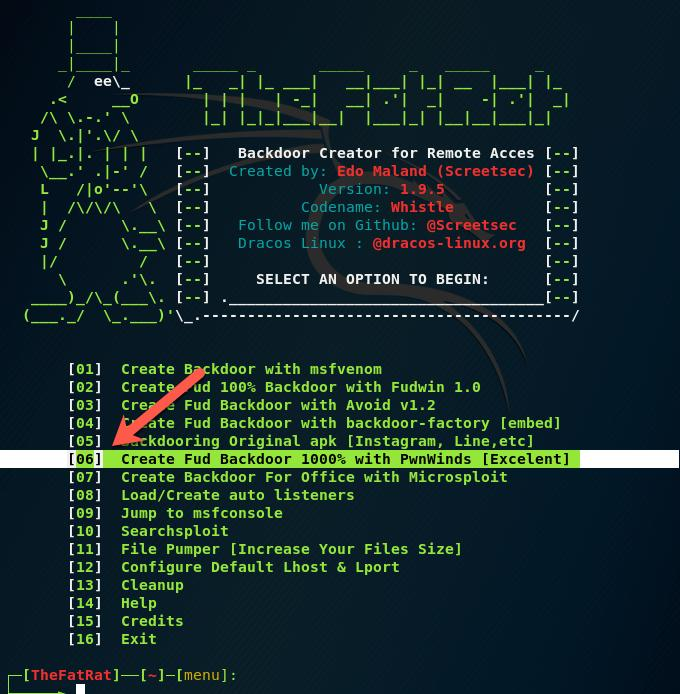 [--] Backdoor Creator for Remote Acces [--]
[--] Created by: Edo Maland (Screetsec) [--]
[--] Version: 1.9.5 [--]
[--] Codename: Whistle [--]
[--] Follow me on Github: @Screetsec [--]
[--] Dracos Linux : @dracos-linux.org [--]
[--] [--]
[--] SELECT AN OPTION TO BEGIN: [--]
[--] .___________________________________[--]
[01] Create Backdoor with msfvenom
[02] Create Fud 100% Backdoor with Fudwin 1.0
[03] Create Fud Backdoor with Avoid v1.2
[04] Create Fud Backdoor with backdoor-factory [embed]
[05] Backdooring Original apk [Instagram, Line,etc]
[06] Create Fud Backdoor 1000% with PwnWinds [Excelent]
[07] Create Backdoor For Office with Microsploit
[08] Load/Create auto listeners
[09] Jump to msfconsole
[10] Searchsploit
[11] File Pumper [Increase Your Files Size]
[12] Configure Default Lhost & Lport
[13] Cleanup
[14] Help
[15] Credits
[16] Exit
[TheFatRat]——[~]—[menu]: